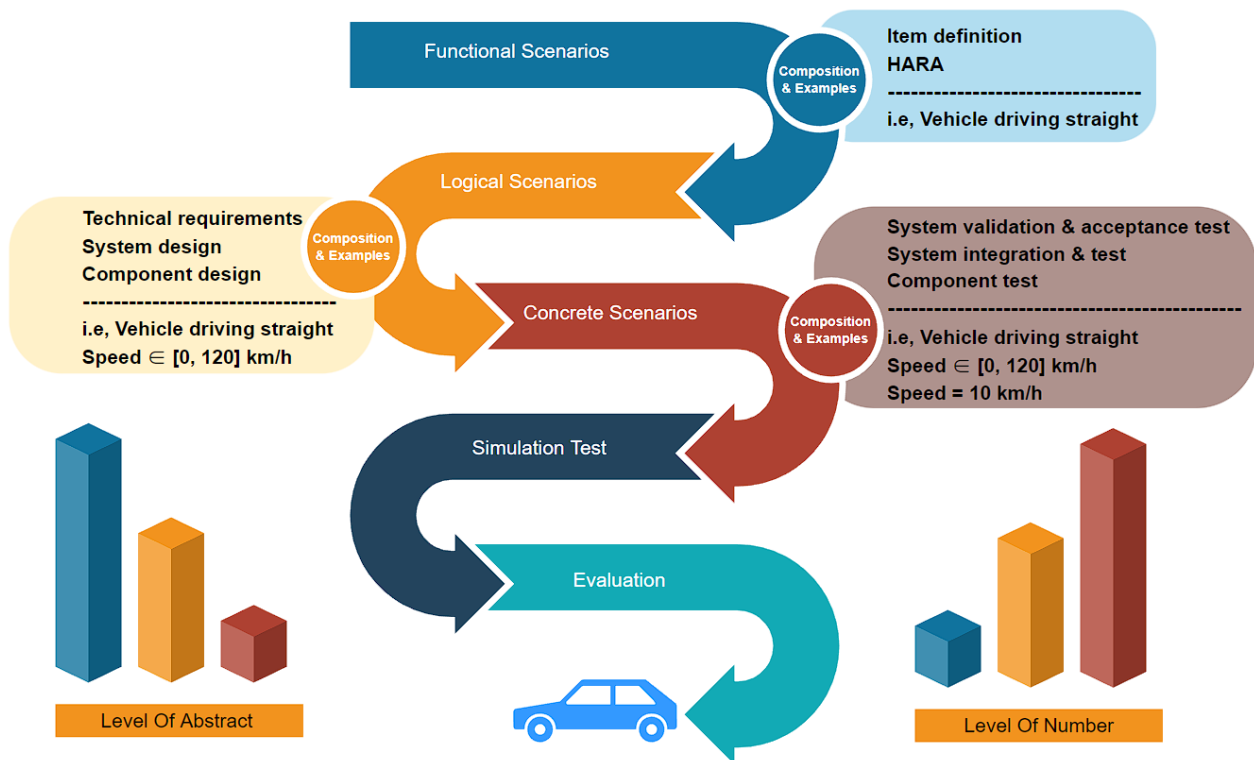 Functional Scenarios
Composition
& Examples
Item definition
HARA
---------------------------------
i.e, Vehicle driving straight
Logical Scenarios
Composition
& Examples
Technical requirements
System design
Component design
---------------------------------
i.e, Vehicle driving straight
Speed ∈ [0, 120] km/h
Concrete Scenarios
Composition
& Examples
System validation & acceptance test
System integration & test
Component test
----------------------------------------------
i.e, Vehicle driving straight
Speed ∈ [0, 120] km/h
Speed = 10 km/h
Simulation Test
Evaluation
Level Of Abstract
Level Of Number